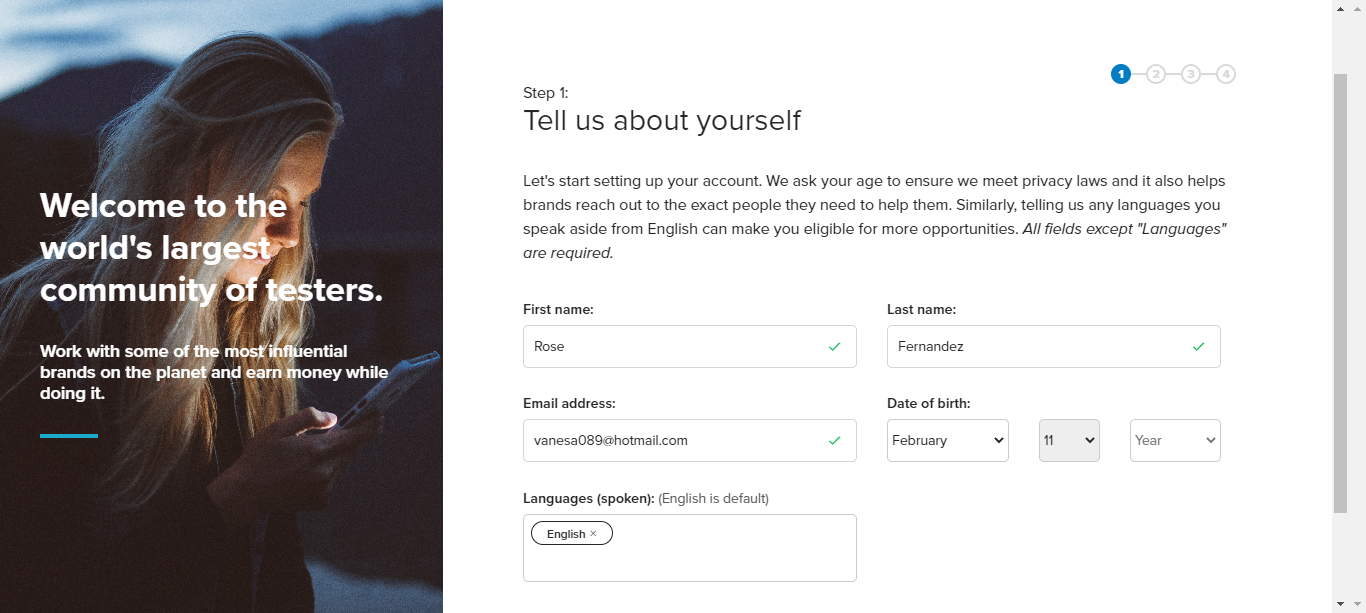 Welcome to the
world's largest
community of testers.
Work with some of the most influential
brands on the planet and earn money while
doing it.
1 2 3 4
Step 1:
Tell us about yourself
Let's start setting up your account. We ask your age to ensure we meet privacy laws and it also helps
brands reach out to the exact people they need to help them. Similarly, telling us any languages you
speak aside from English can make you eligible for more opportunities. All fields except "Languages"
are required.
First name: Last name:
Rose Fernandez
Email address: Date of birth:
vanesa089@hotmail.com February 11 Year
Languages (spoken): (English is default)
English ×